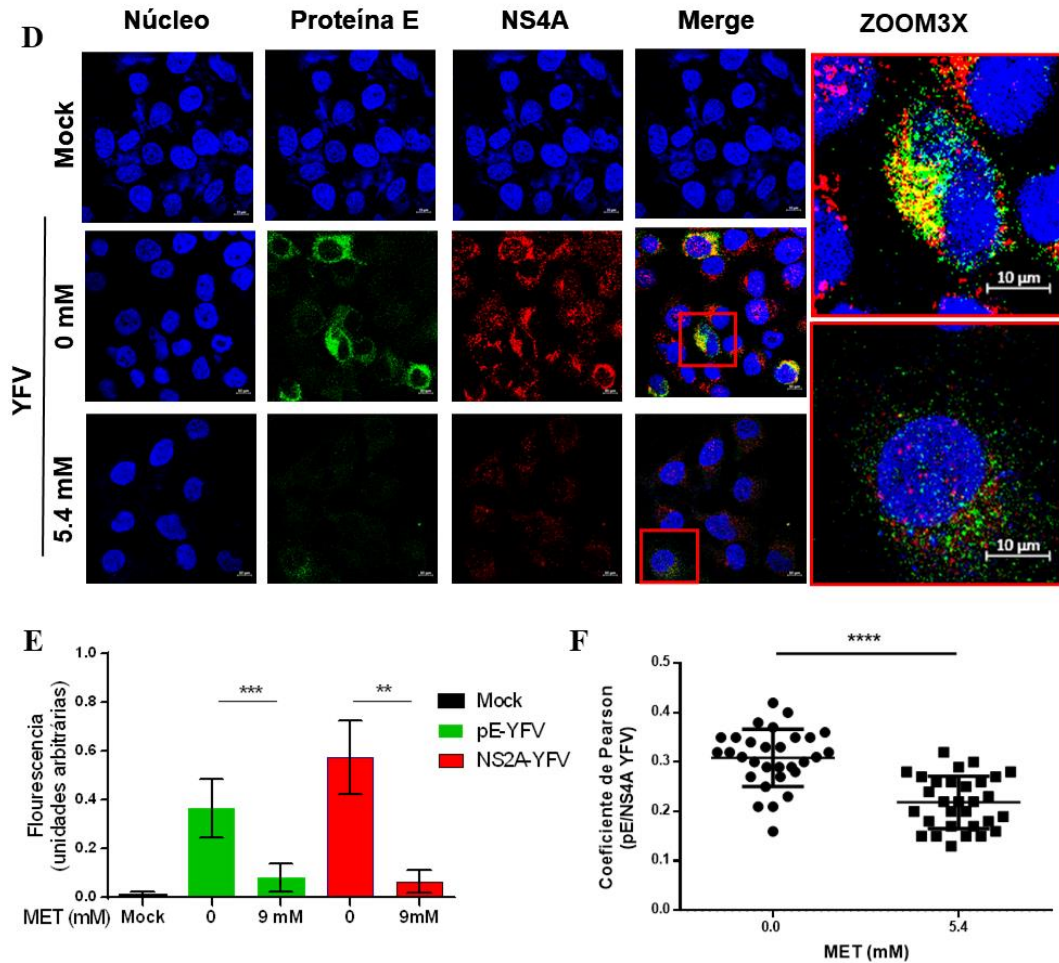 D
Núcleo
Proteína E
NS4A
Merge
ZOOM3X
Mock
YFV
0 mM
5.4 mM
10 µm
10 µm
E
Flourescencia
(unidades arbitrárias)
1.0
0.8
0.6
0.4
0.2
0.0
***
**
Mock
pE-YFV
NS2A-YFV
MET (mM) Mock 0 9 mM 0 9mM
F
****
Coeficiente de Pearson
(pE/NS4A YFV)
0.5
0.4
0.3
0.2
0.1
0.0
0.0 5.4
MET (mM)